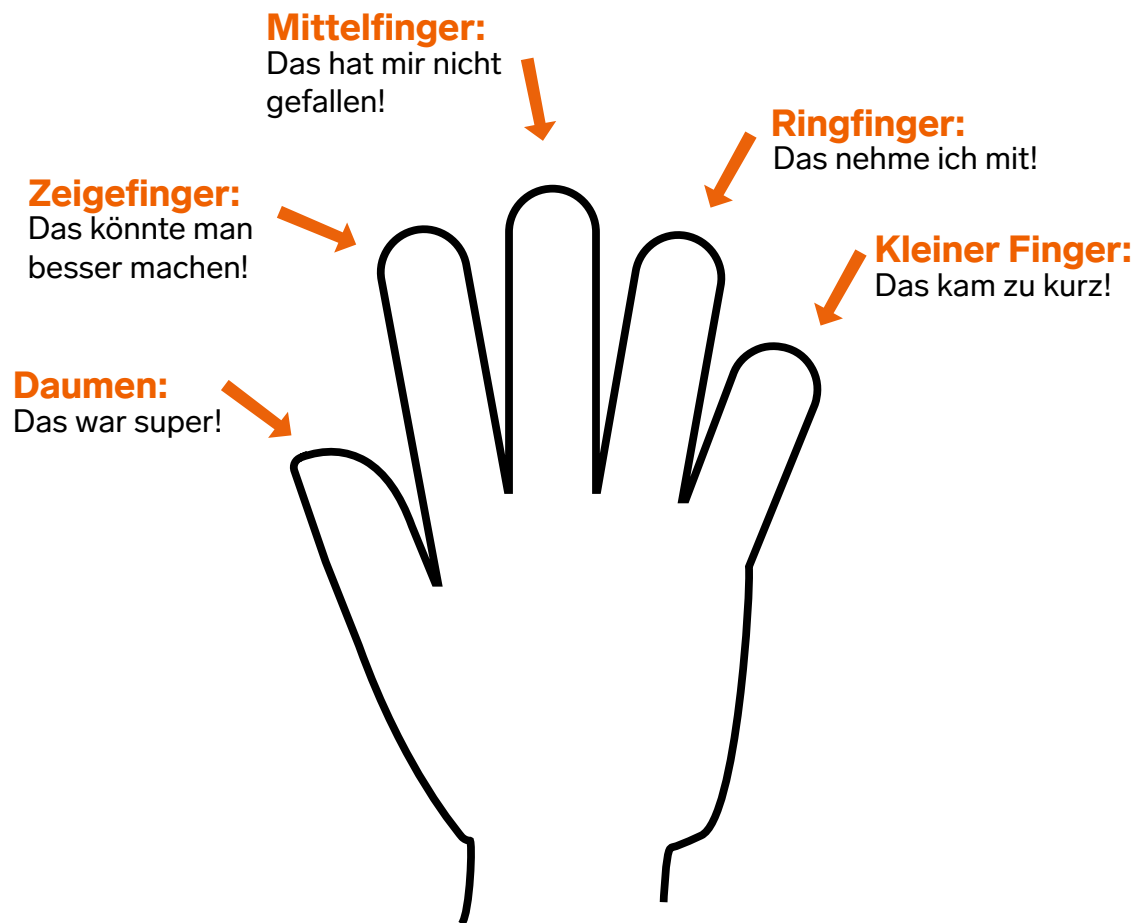 Mittelfinger:
Das hat mir nicht
gefallen!
Ringfinger:
Das nehme ich mit!
Zeigefinger:
Das könnte man
besser machen!
Kleiner Finger:
Das kam zu kurz!
Daumen:
Das war super!